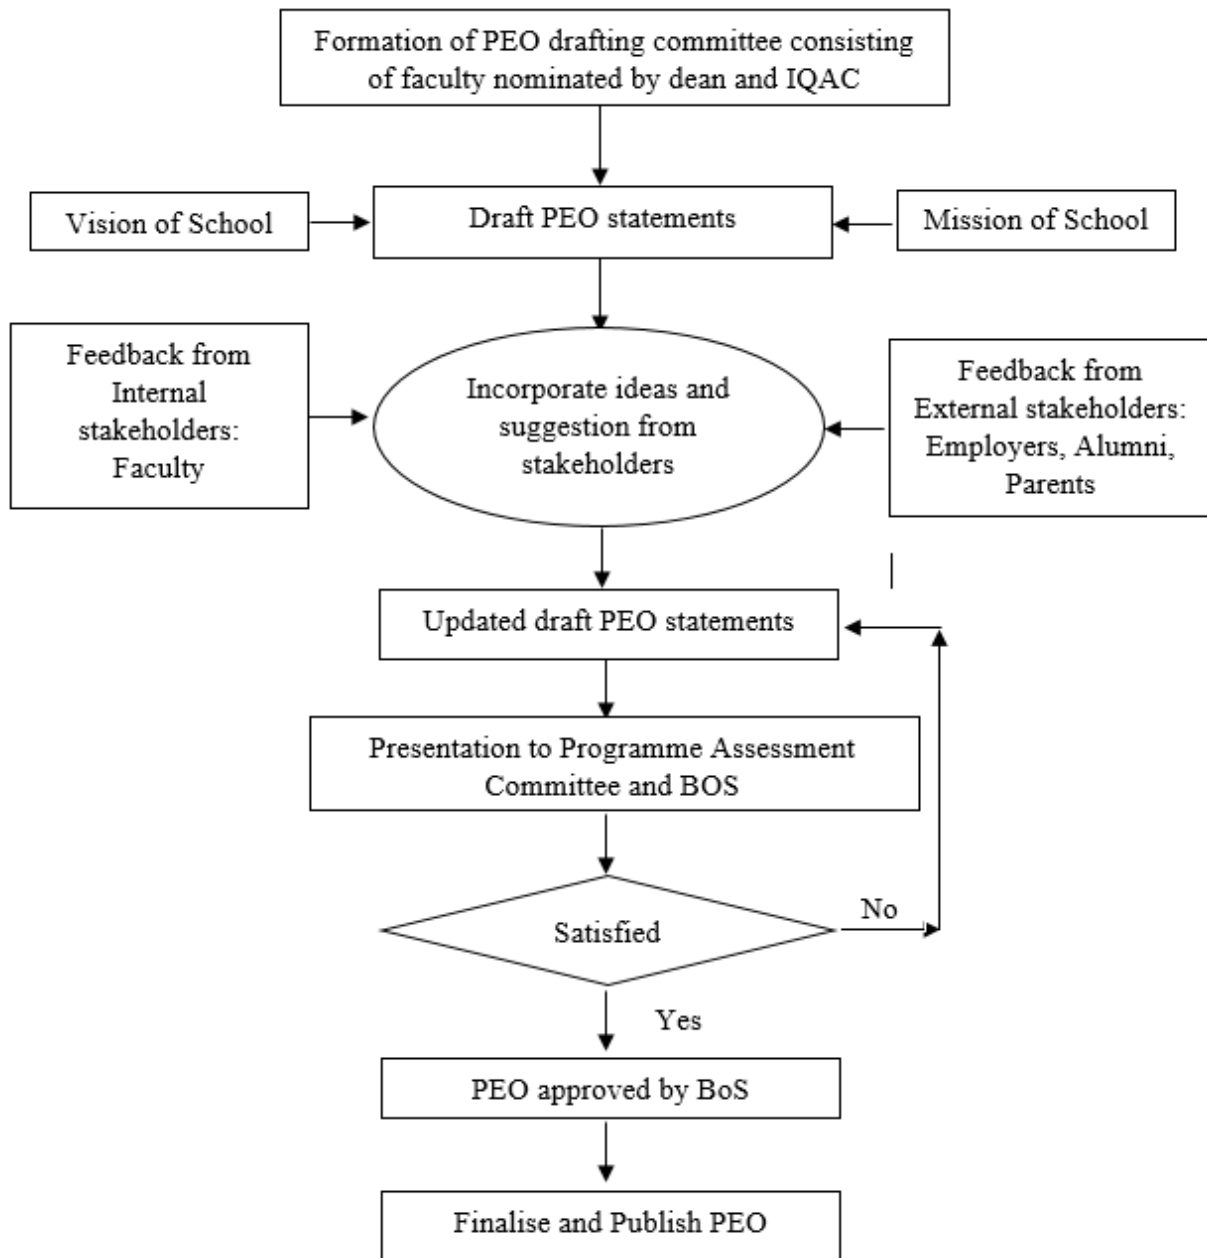 Formation of PEO drafting committee consisting
of faculty nominated by dean and IQAC
Vision of School
Draft PEO statements
Mission of School
Feedback from
Internal
stakeholders:
Faculty
Incorporate ideas and
suggestion from
stakeholders
Feedback from
External stakeholders:
Employers, Alumni,
Parents
Updated draft PEO statements
Presentation to Programme Assessment
Committee and BOS
Satisfied
No
Yes
PEO approved by BoS
Finalise and Publish PEO